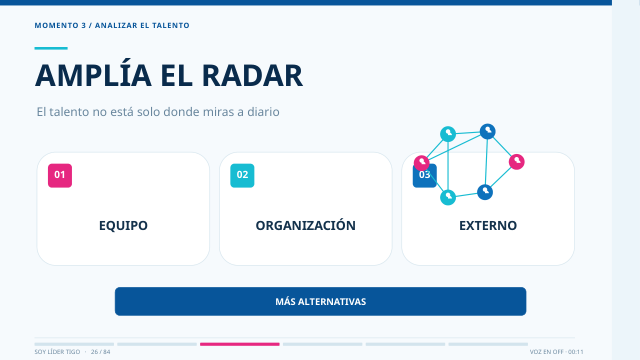 MOMENTO 3 / ANALIZAR EL TALENTO
AMPLÍA EL RADAR
El talento no está solo donde miras a diario
01
02
03
EQUIPO
ORGANIZACIÓN
EXTERNO
MÁS ALTERNATIVAS
SOY LÍDER TIGO · 26 / 84
VOZ EN OFF · 00:11